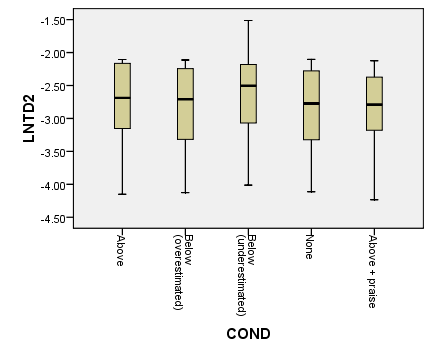 LNTD2
-1.50
-2.00
-2.50
-3.00
-3.50
-4.00
-4.50
Above
Below
(overestimated)
Below
(underestimated)
None
Above + praise
COND